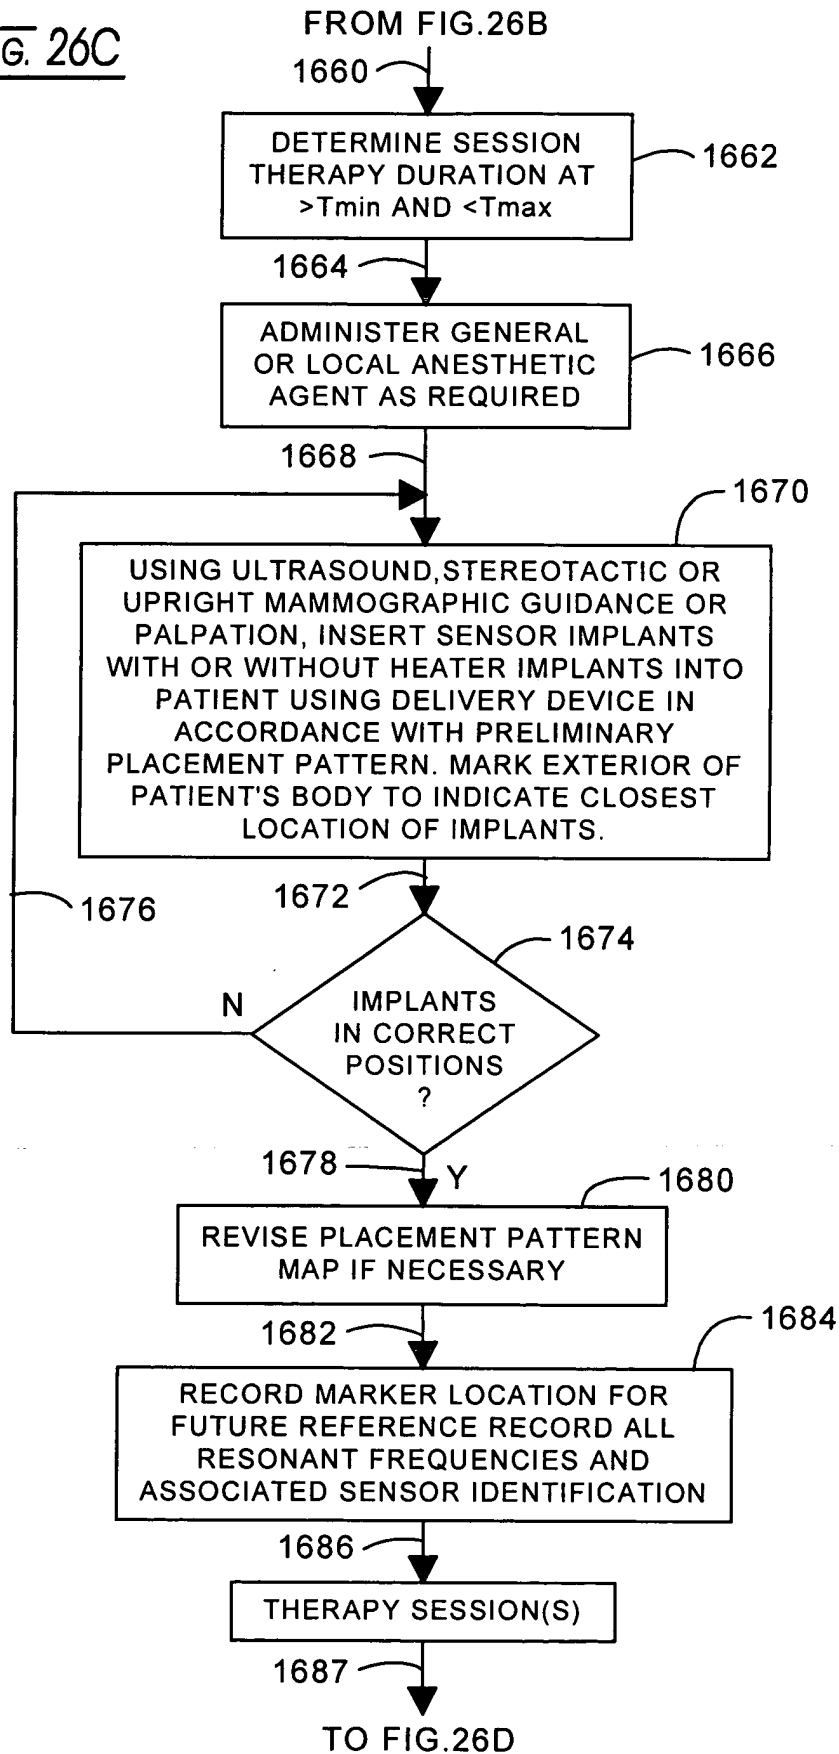 G. 26C
FROM FIG.26B
1660
DETERMINE SESSION
THERAPY DURATION AT
>Tmin AND <Tmax
1662
1664
ADMINISTER GENERAL
OR LOCAL ANESTHETIC
AGENT AS REQUIRED
1666
1668
1670
USING ULTRASOUND,STEREOTACTIC OR
UPRIGHT MAMMOGRAPHIC GUIDANCE OR
PALPATION, INSERT SENSOR IMPLANTS
WITH OR WITHOUT HEATER IMPLANTS INTO
PATIENT USING DELIVERY DEVICE IN
ACCORDANCE WITH PRELIMINARY
PLACEMENT PATTERN. MARK EXTERIOR OF
PATIENT'S BODY TO INDICATE CLOSEST
LOCATION OF IMPLANTS.
1672
1676
1674
N
IMPLANTS
IN CORRECT
POSITIONS
?
1678
Y
1680
REVISE PLACEMENT PATTERN
MAP IF NECESSARY
1682
1684
RECORD MARKER LOCATION FOR
FUTURE REFERENCE RECORD ALL
RESONANT FREQUENCIES AND
ASSOCIATED SENSOR IDENTIFICATION
1686
THERAPY SESSION(S)
1687
TO FIG.26D